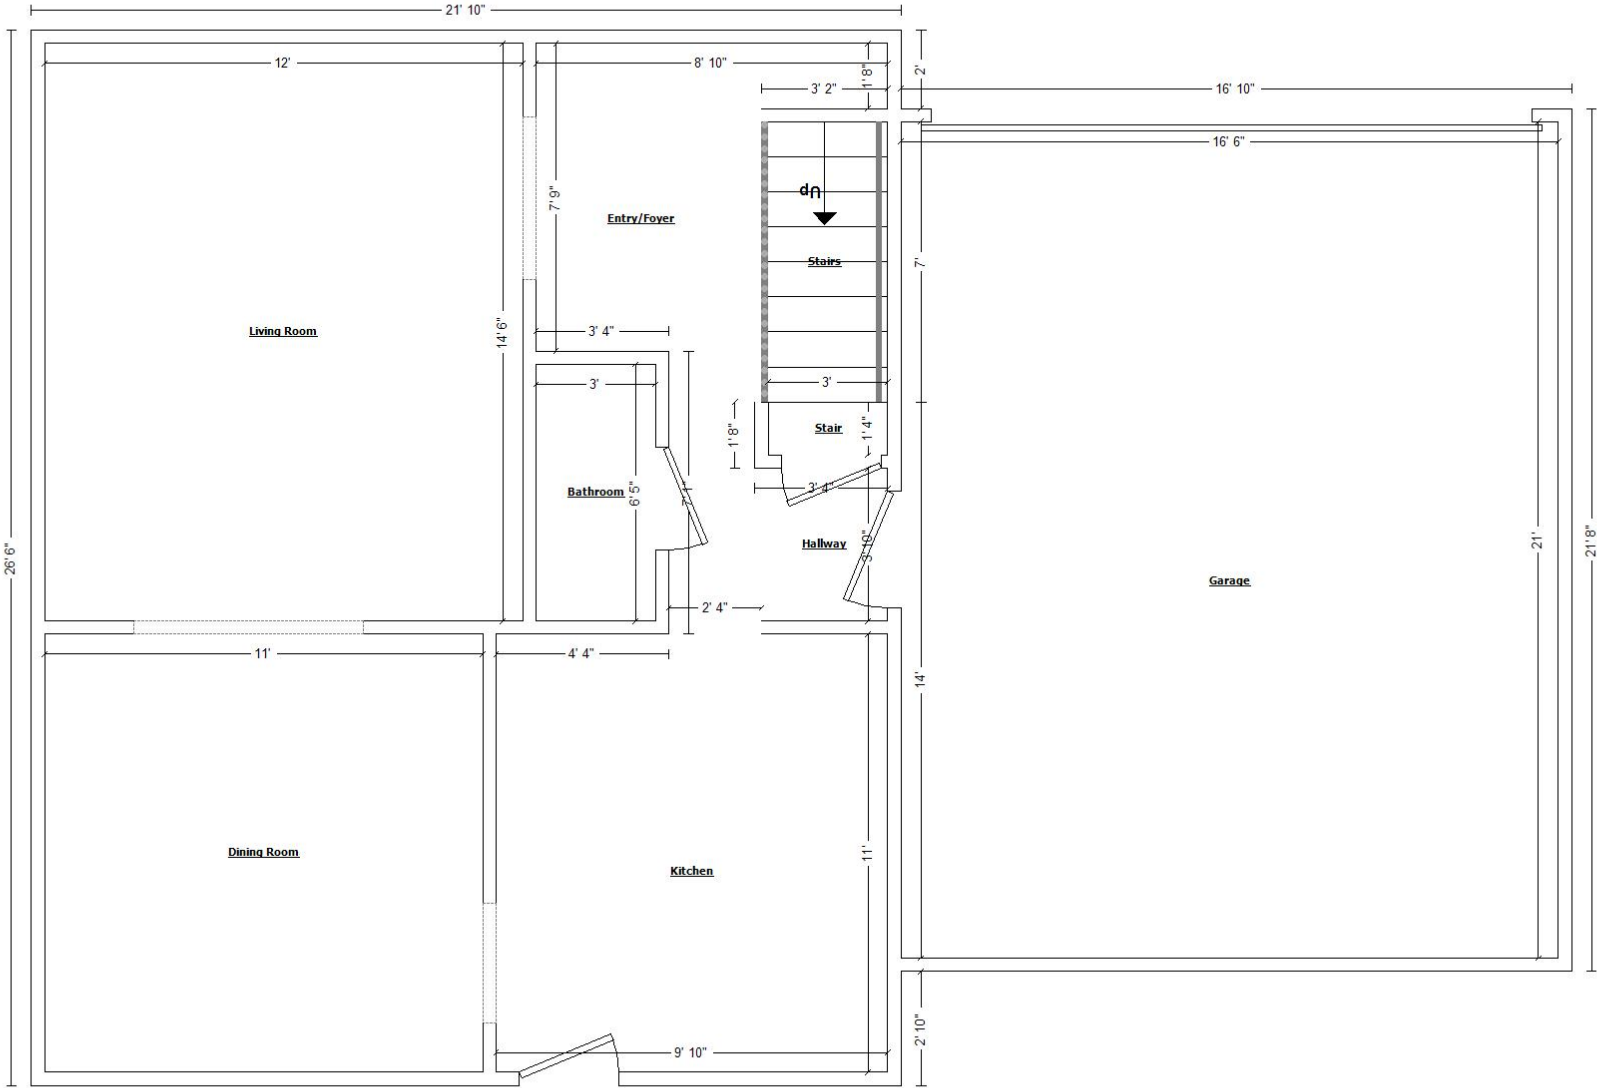 21' 10"
12'
8' 10"
1' 8"
2'
3' 2"
16' 10"
16' 6"
Up
7' 9"
Entry/Foyer
Stairs
7'
Living Room
14' 6"
3' 4"
3'
3'
1' 8"
Stair
1' 4"
Bathroom
6' 5"
3' 4"
Hallway
3' 10"
26' 6"
21'
21' 8"
Garage
2' 4"
11'
4' 4"
14'
Dining Room
11'
Kitchen
2' 10"
9' 10"